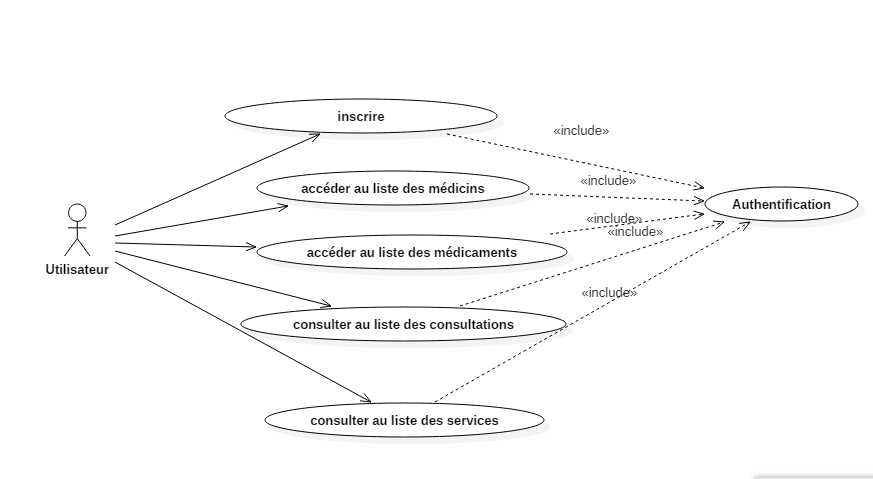 inscrire
«include»
accéder au liste des médicins
«include»
Authentification
«include»
«include»
accéder au liste des médicaments
Utilisateur
«include»
consulter au liste des consultations
consulter au liste des services